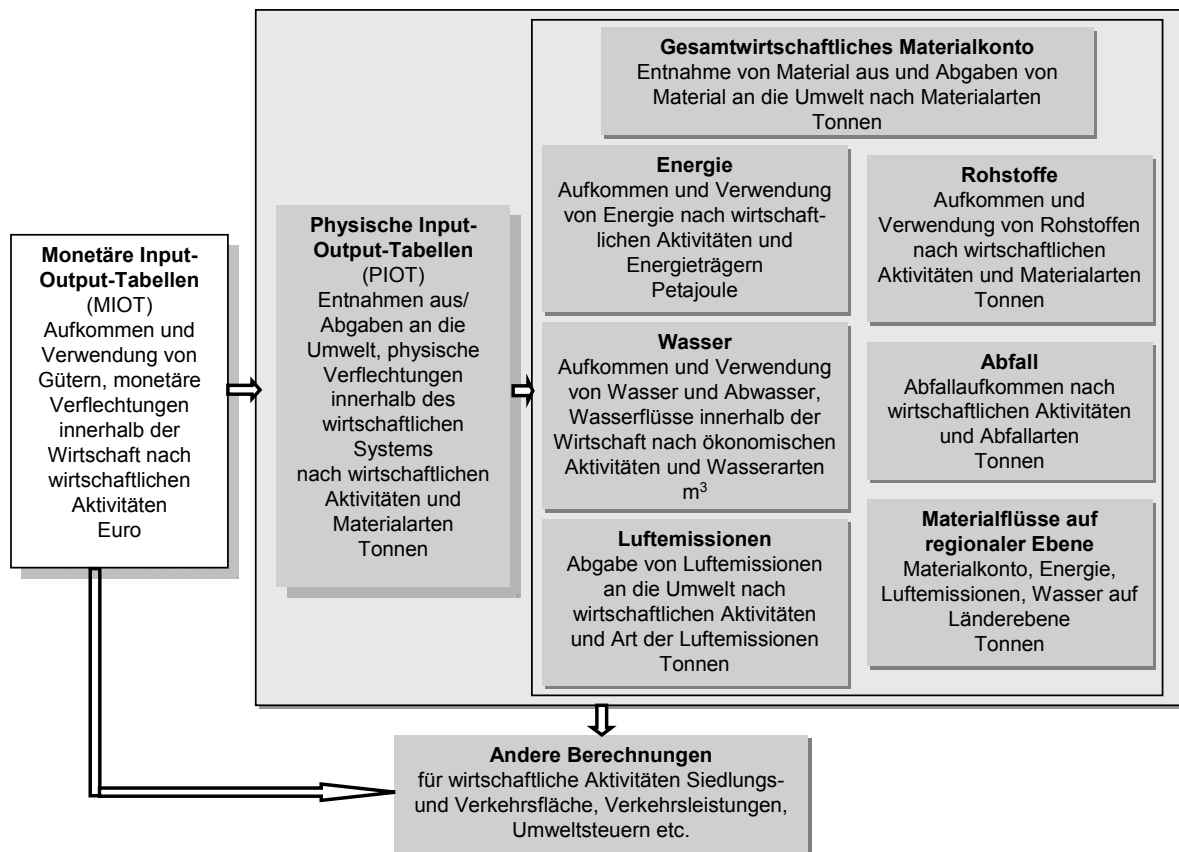 Gesamtwirtschaftliches Materialkonto
Entnahme von Material aus und Abgaben von
Material an die Umwelt nach Materialarten
Tonnen
Monetäre Input-
Output-Tabellen
(MIOT)
Aufkommen und
Verwendung von
Gütern, monetäre
Verflechtungen
innerhalb der
Wirtschaft nach
wirtschaftlichen
Aktivitäten
Euro
Physische Input-
Output-Tabellen
(PIOT)
Entnahmen aus/
Abgaben an die
Umwelt, physische
Verflechtungen
innerhalb des
wirtschaftlichen
Systems
nach wirtschaftlichen
Aktivitäten und
Materialarten
Tonnen
Energie
Aufkommen und Verwendung
von Energie nach wirtschaft-
lichen Aktivitäten und
Energieträgern
Petajoule
Rohstoffe
Aufkommen und
Verwendung von Rohstoffen
nach wirtschaftlichen
Aktivitäten und Materialarten
Tonnen
Wasser
Aufkommen und Verwendung
von Wasser und Abwasser,
Wasserflüsse innerhalb der
Wirtschaft nach ökonomischen
Aktivitäten und Wasserarten
m³
Abfall
Abfallaufkommen nach
wirtschaftlichen Aktivitäten
und Abfallarten
Tonnen
Luftemissionen
Abgabe von Luftemissionen
an die Umwelt nach
wirtschaftlichen Aktivitäten
und Art der Luftemissionen
Tonnen
Materialflüsse auf
regionaler Ebene
Materialkonto, Energie,
Luftemissionen, Wasser auf
Länderebene
Tonnen
Andere Berechnungen
für wirtschaftliche Aktivitäten Siedlungs-
und Verkehrsfläche, Verkehrsleistungen,
Umweltsteuern etc.